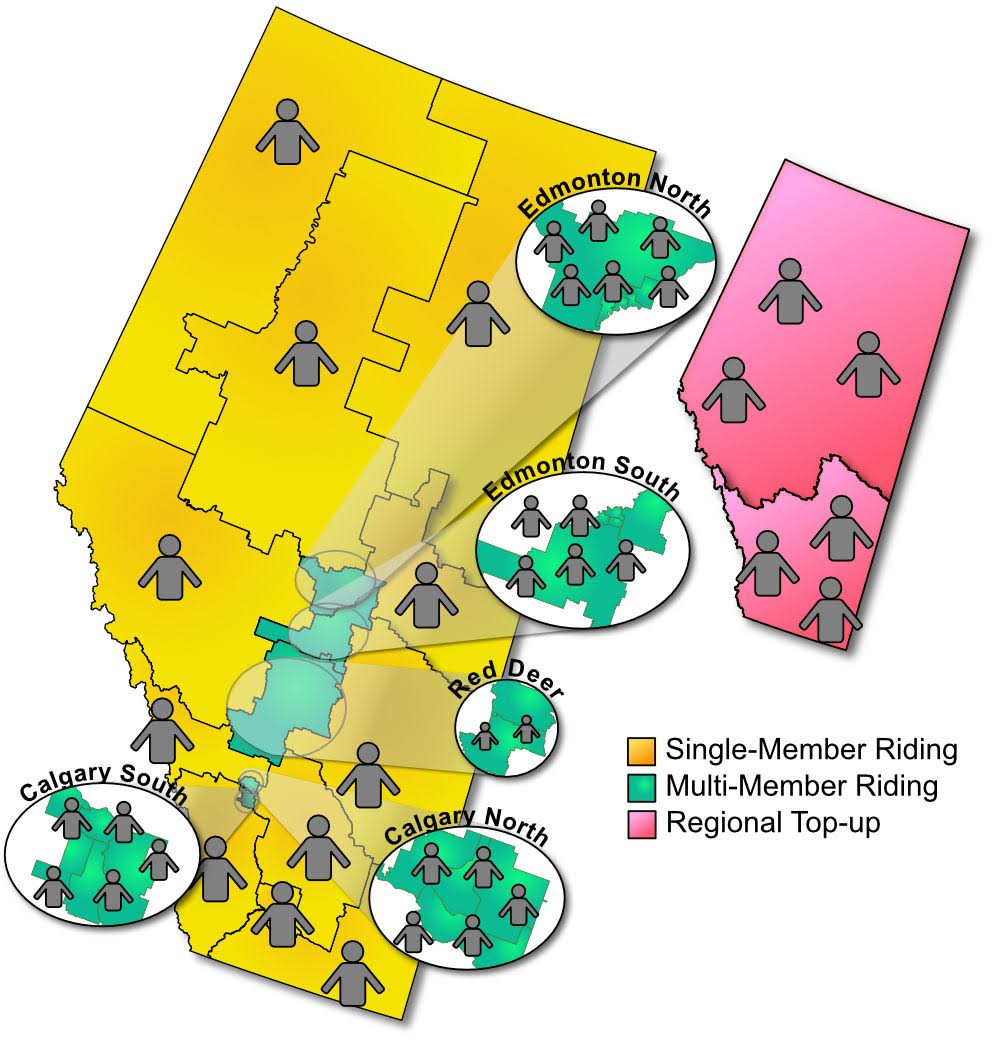 Edmonton North
Edmonton South
Red Deer
Calgary South
Calgary North
Single-Member Riding
Multi-Member Riding
Regional Top-up